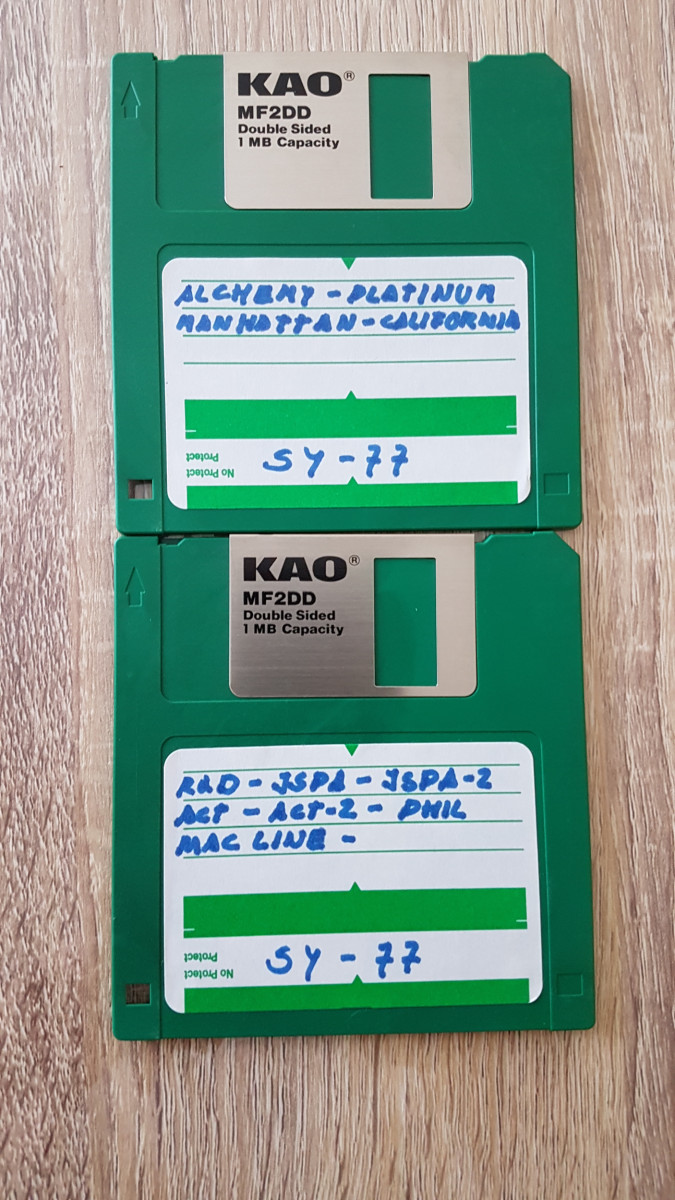 KAO®
MF2DD
Double Sided
1 MB Capacity
ALCHEMY - PLATINUM
MANHATTAN - CALIFORNIA
Protect
No Protect
SY - 77
KAO®
MF2DD
Double Sided
1 MB Capacity
R&D - JSPA - JSPA-2
ACT - ACT-2 - PHIL
MAC LINE -
Protect
No Protect
SY - 77